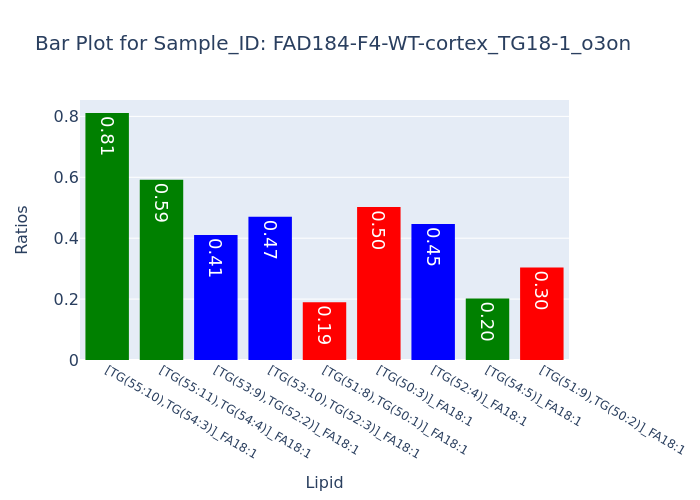 Bar Plot for Sample_ID: FAD184-F4-WT-cortex_TG18-1_o3on
Ratios
0.8
0.6
0.4
0.2
0
0.81
0.59
0.41
0.47
0.19
0.50
0.45
0.20
0.30
[TG(55:10),TG(54:3)]_FA18:1
[TG(55:11),TG(54:4)]_FA18:1
[TG(53:9),TG(52:2)]_FA18:1
[TG(53:10),TG(52:3)]_FA18:1
[TG(51:8),TG(50:1)]_FA18:1
[TG(50:3)]_FA18:1
[TG(52:4)]_FA18:1
[TG(54:5)]_FA18:1
[TG(51:9),TG(50:2)]_FA18:1
Lipid